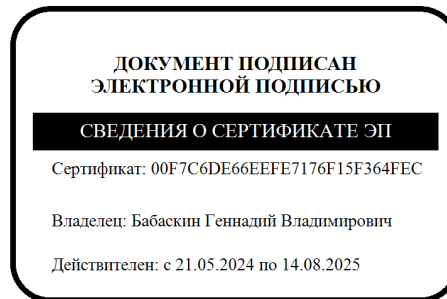 ДОКУМЕНТ ПОДПИСАН
ЭЛЕКТРОННОЙ ПОДПИСЬЮ
СВЕДЕНИЯ О СЕРТИФИКАТЕ ЭП
Сертификат: 00F7C6DE66EEFE7176F15F364FEC
Владелец: Бабаскин Геннадий Владимирович
Действителен: с 21.05.2024 по 14.08.2025